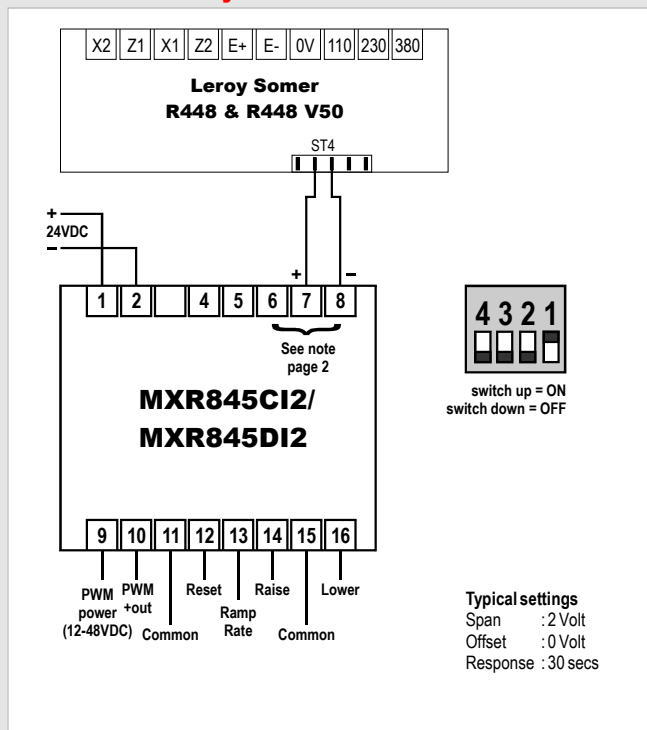 X2 Z1 X1 Z2 E+ E- 0V 110 230 380
Leroy Somer
R448 & R448 V50
ST4
+
24VDC
–
+ –
1 2 4 5 6 7 8
See note
page 2
MXR845CI2/
MXR845DI2
4 3 2 1
switch up = ON
switch down = OFF
9 10 11 12 13 14 15 16
PWM
power
(12-48VDC)
PWM
+out
Common
Reset
Ramp
Rate
Raise
Common
Lower
Typical settings
Span : 2 Volt
Offset : 0 Volt
Response : 30 secs